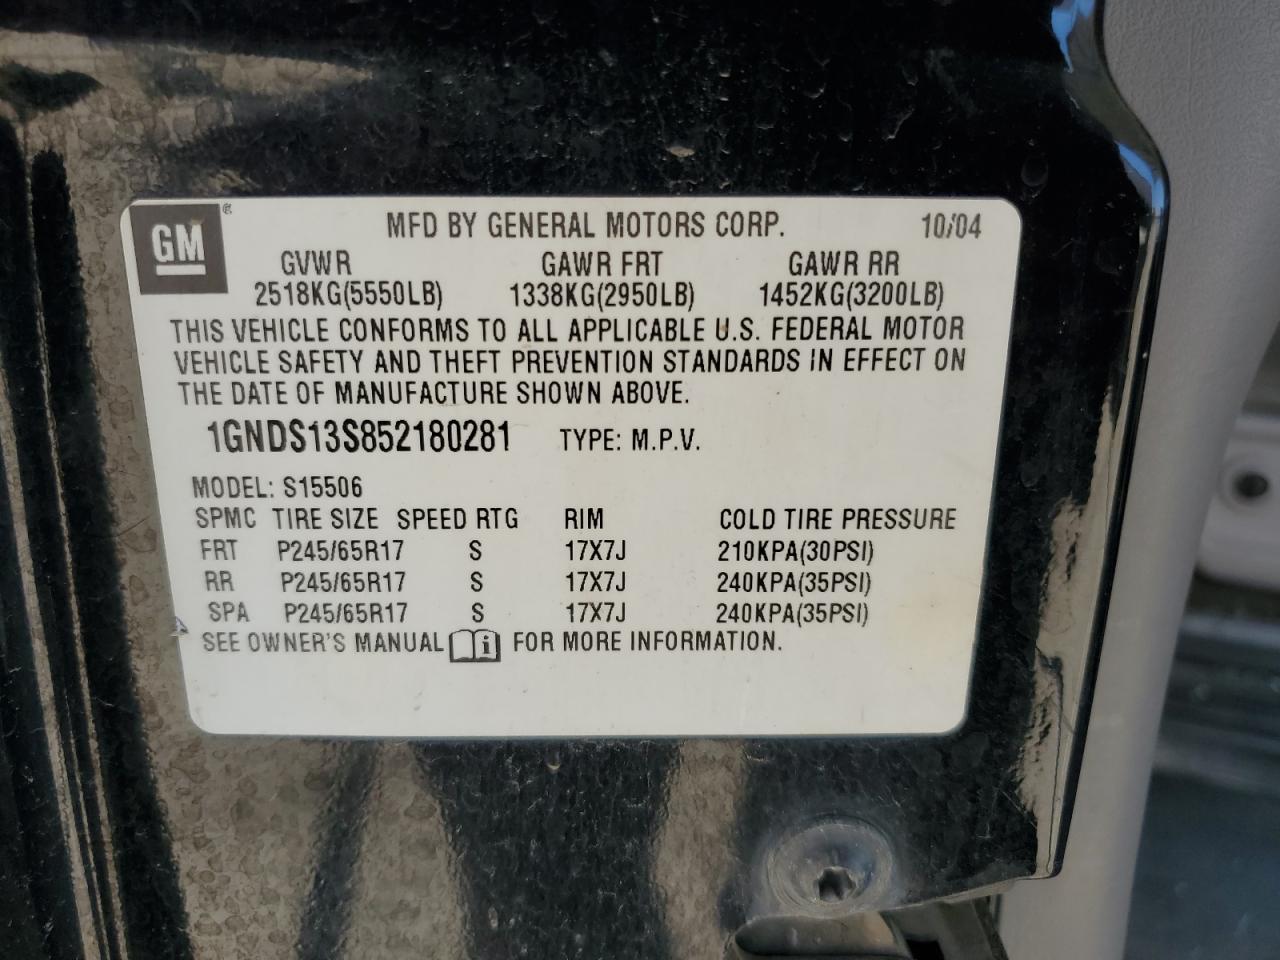 GM ® MFD BY GENERAL MOTORS CORP. 10/04
GVWR GAWR FRT GAWR RR
2518KG(5550LB) 1338KG(2950LB) 1452KG(3200LB)
THIS VEHICLE CONFORMS TO ALL APPLICABLE U.S. FEDERAL MOTOR
VEHICLE SAFETY AND THEFT PREVENTION STANDARDS IN EFFECT ON
THE DATE OF MANUFACTURE SHOWN ABOVE.
1GNDS13S852180281 TYPE: M.P.V.
MODEL: S15506
SPMC TIRE SIZE SPEED RTG RIM COLD TIRE PRESSURE
FRT P245/65R17 S 17X7J 210KPA(30PSI)
RR P245/65R17 S 17X7J 240KPA(35PSI)
SPA P245/65R17 S 17X7J 240KPA(35PSI)
SEE OWNER'S MANUAL i FOR MORE INFORMATION.